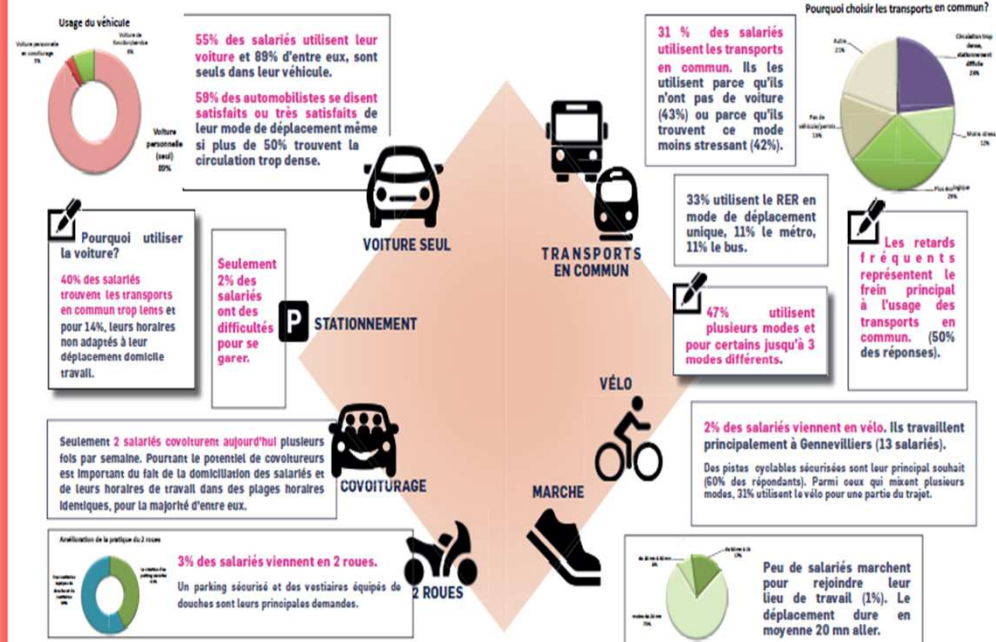 Usage du véhicule
Voiture personnelle
en covoiturage
Voiture de
Voiture
personnelle
(seul)
89%
55% des salariés utilisent leur
voiture et 89% d'entre eux, sont
seuls dans leur véhicule.
59% des automobilistes se disent
satisfaits ou très satisfaits de
leur mode de déplacement même
si plus de 50% trouvent la
circulation trop dense.
31 % des salariés
utilisent les transports
en commun. Ils les
utilisent parce qu'ils
n'ont pas de voiture
(43%) ou parce qu'ils
trouvent ce mode
moins stressant (42%).
Pourquoi choisir les transports en commun?
Autre
21%
Circulation trop
dense,
stationnement
difficile
Moins stress
12%
Pas de
véhicule/permis
Plus écologique
VOITURE SEUL
TRANSPORTS
EN COMMUN
33% utilisent le RER en
mode de déplacement
unique, 11% le métro,
11% le bus.
Pourquoi utiliser
la voiture?
40% des salariés
trouvent les transports
en commun trop lents et
pour 14%, leurs horaires
non adaptés à leur
déplacement domicile
travail.
Seulement
2% des
salariés
ont des
difficultés
pour se
garer.
P
STATIONNEMENT
47% utilisent
plusieurs modes et
pour certains jusqu'à 3
modes différents.
Les retards
fréquents
représentent le
frein principal
à l'usage des
transports en
commun. (50%
des réponses).
VÉLO
Seulement 2 salariés covoiturent aujourd'hui plusieurs
fois par semaine. Pourtant le potentiel de covoitureurs
est important du fait de la domiciliation des salariés et
de leurs horaires de travail dans des plages horaires
identiques, pour la majorité d'entre eux.
COVOITURAGE
2% des salariés viennent en vélo. Ils travaillent
principalement à Gennevilliers (13 salariés).
Des pistes cyclables sécurisées sont leur principal souhait
(60% des répondants). Parmi ceux qui mixent plusieurs
modes, 31% utilisent le vélo pour une partie du trajet.
MARCHE
Amélioration de la pratique du 2 roues
3% des salariés viennent en 2 roues.
Un parking sécurisé et des vestiaires équipés de
douches sont leurs principales demandes.
2 ROUES
Peu de salariés marchent
pour rejoindre leur
lieu de travail (1%). Le
déplacement dure en
moyenne 20 mn aller.